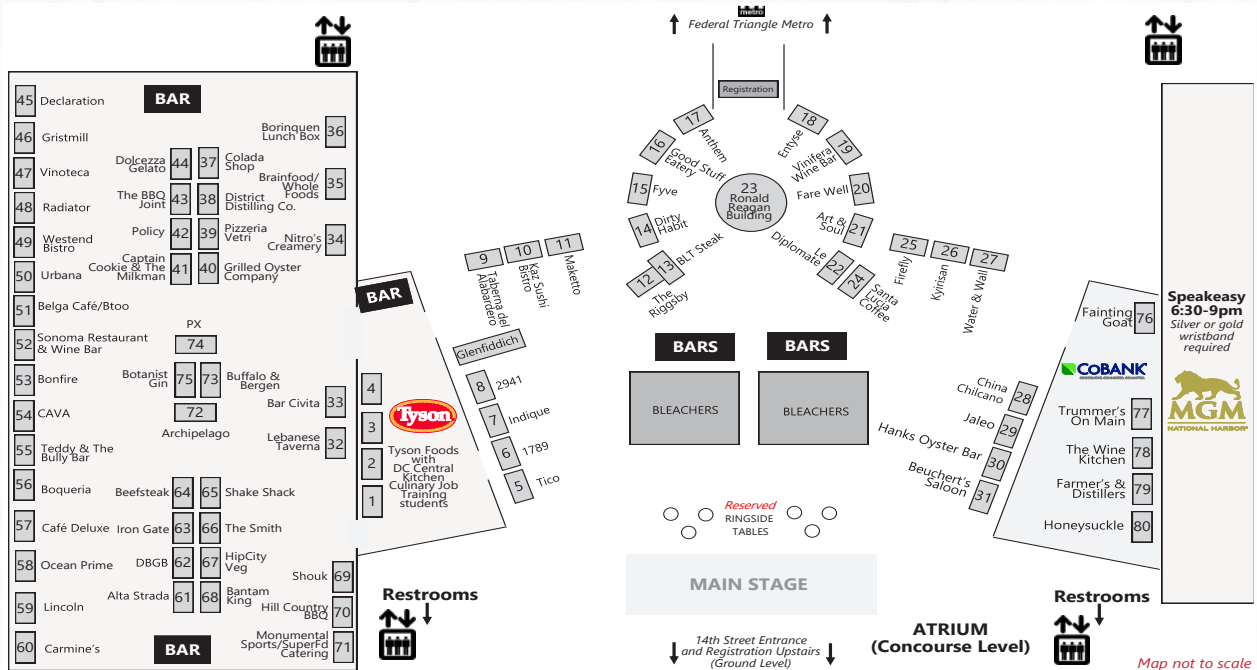 metro
Federal Triangle Metro
Registration
BAR
45 Declaration
46 Gristmill
47 Vinoteca
48 Radiator
49 Westend
Bistro
50 Urbana
51 Belga Café/Btoo
52 Sonoma Restaurant
& Wine Bar
53 Bonfire
54 CAVA
55 Teddy & The
Bully Bar
56 Boqueria
57 Café Deluxe
58 Ocean Prime
59 Lincoln
60 Carmine's
Dolcezza
Gelato 44
The BBQ
Joint 43
Policy 42
Captain
Cookie & The
Milkman 41
37 Colada
Shop
38 District
Distilling Co.
39 Pizzeria
Vetri
40 Grilled Oyster
Company
Borinquen
Lunch Box 36
Brainfood/
Whole
Foods 35
Nitro's
Creamery 34
PX
74
Botanist
Gin 75
73 Buffalo &
Bergen
72
Archipelago
Bar Civita 33
Lebanese
Taverna 32
Beefsteak 64
Iron Gate 63
DBGB 62
Alta Strada 61
65 Shake Shack
66 The Smith
67 HipCity
Veg
68 Bantam
King
Shouk 69
Hill Country
BBQ 70
Monumental
Sports/SuperFd
Catering 71
BAR
BAR
4
3
2
1
Tyson
Tyson Foods
with
DC Central
Kitchen
Culinary Job
Training
students
9 Taberna del
Alabardero
10 Kaz Sushi
Bistro
11 Maketto
Glenfiddich
8 2941
7 Indique
6 1789
5 Tico
17 Anthem
16 Good Stuff
Eatery
15 Fyve
14 Dirty
Habit
13 BLT Steak
12 The
Riggsby
18 Entyse
19 Vinifera
Wine Bar
Fare Well 20
Art &
Soul 21
Le
Diplomate 22
24 Santa
Lucia
Coffee
23
Ronald
Reagan
Building
25 Firefly
26 Kyirisan
27 Water & Wall
BARS
BARS
BLEACHERS
BLEACHERS
Reserved
RINGSIDE
TABLES
MAIN STAGE
14th Street Entrance
and Registration Upstairs
(Ground Level)
China
Chilcano 28
Jaleo 29
Hanks Oyster Bar 30
Beuchert's
Saloon 31
Fainting
Goat 76
COBANK
Trummer's
On Main 77
The Wine
Kitchen 78
Farmer's &
Distillers 79
Honeysuckle 80
Speakeasy
6:30-9pm
Silver or gold
wristband
required
MGM
NATIONAL HARBOR
Restrooms
Restrooms
ATRIUM
(Concourse Level)
Map not to scale